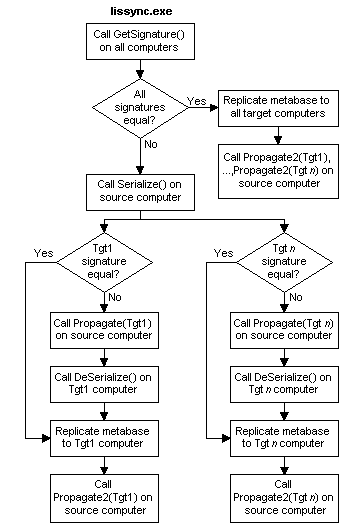 lissync.exe
Call GetSignature()
on all computers
All
signatures
equal?
Yes
Replicate metabase to
all target computers
No
Call Propagate2(Tgt1),
...,Propagate2(Tgt n) on
source computer
Call Serialize() on
source computer
Yes
Tgt1
signature
equal?
No
Call Propagate(Tgt1)
on source computer
Call DeSerialize() on
Tgt1 computer
Replicate metabase
to Tgt1 computer
Call
Propagate2(Tgt1) on
source computer
Yes
Tgt n
signature
equal?
No
Call Propagate(Tgt n)
on source computer
Call DeSerialize() on
Tgt n computer
Replicate metabase
to Tgt n computer
Call
Propagate2(Tgt n) on
source computer